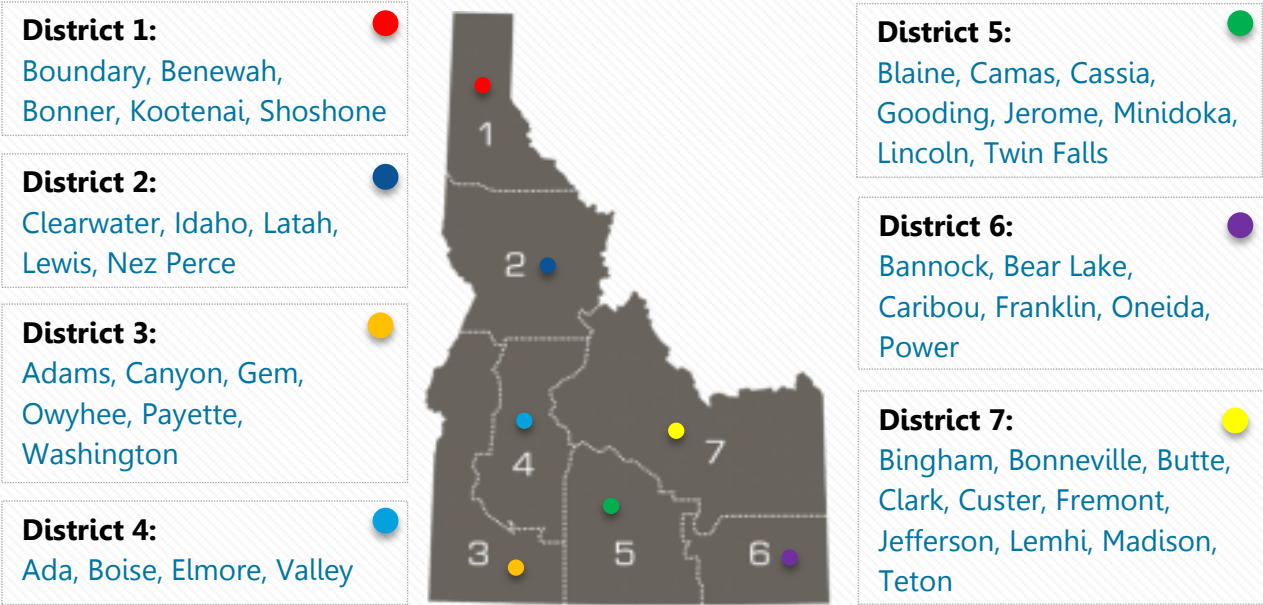 District 1:
Boundary, Benewah,
Bonner, Kootenai, Shoshone
District 2:
Clearwater, Idaho, Latah,
Lewis, Nez Perce
District 3:
Adams, Canyon, Gem,
Owyhee, Payette,
Washington
District 4:
Ada, Boise, Elmore, Valley
1
2
3
4
5
6
7
District 5:
Blaine, Camas, Cassia,
Gooding, Jerome, Minidoka,
Lincoln, Twin Falls
District 6:
Bannock, Bear Lake,
Caribou, Franklin, Oneida,
Power
District 7:
Bingham, Bonneville, Butte,
Clark, Custer, Fremont,
Jefferson, Lemhi, Madison,
Teton